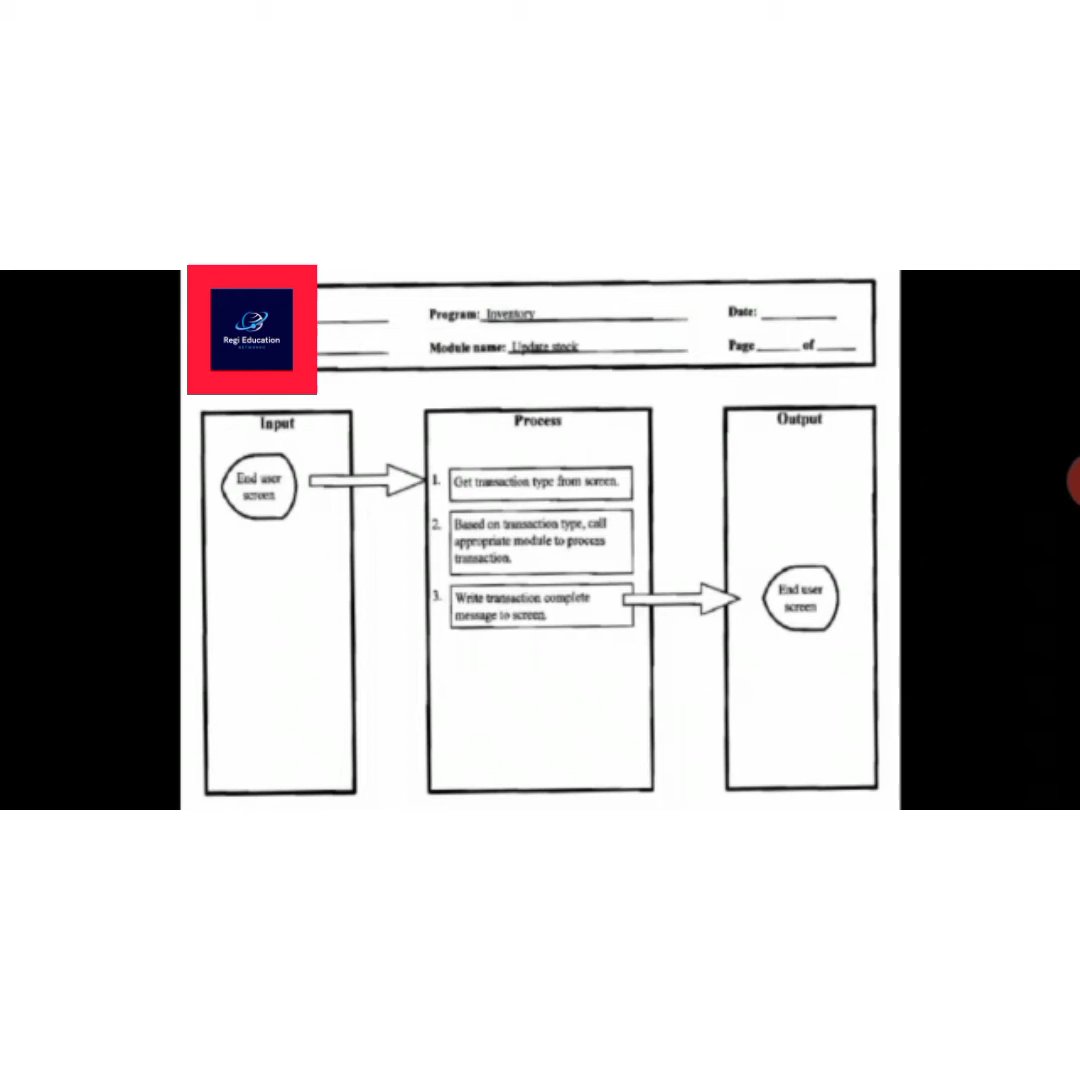 Regi Education
NETWORKS
Program: Inventory
Date:
Module name: Update stock
Page of
Input
Process
Output
End user
screen
1. Get transaction type from screen.
2. Based on transaction type, call
appropriate module to process
transaction.
3. Write transaction complete
message to screen.
End user
screen